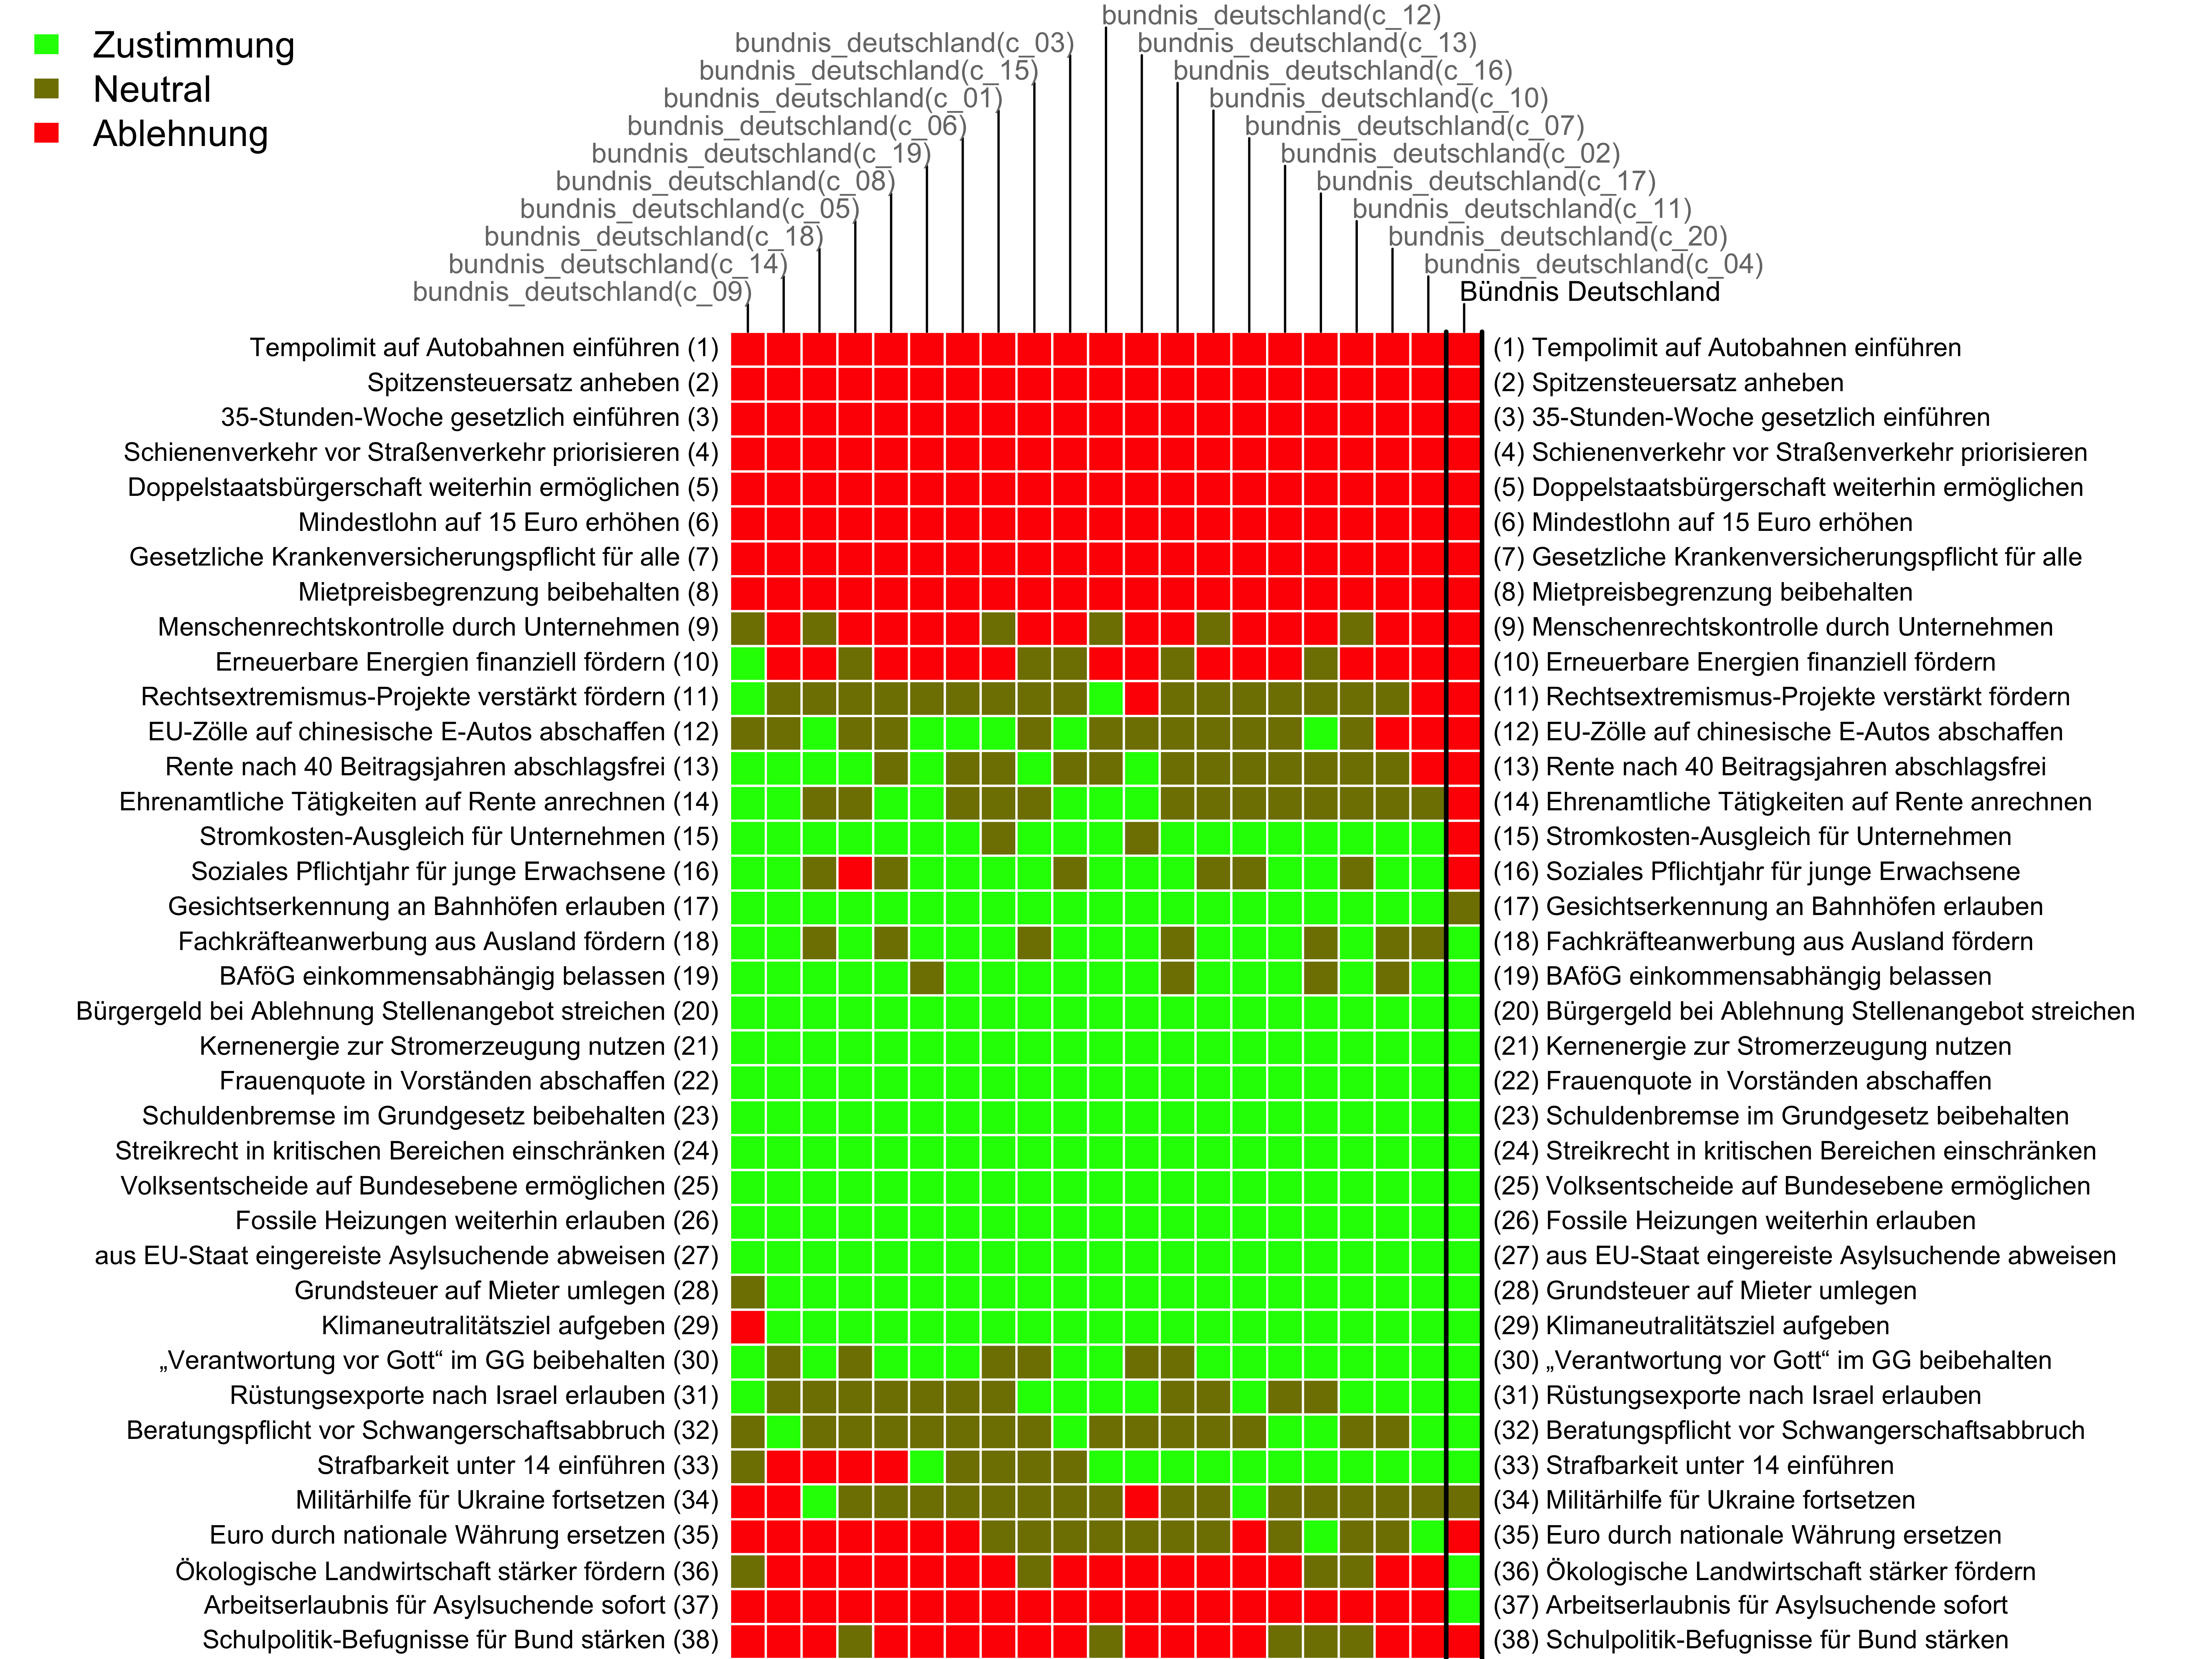 Zustimmung
Neutral
Ablehnung
bundnis_deutschland(c_12)
bundnis_deutschland(c_03)
bundnis_deutschland(c_13)
bundnis_deutschland(c_15)
bundnis_deutschland(c_16)
bundnis_deutschland(c_01)
bundnis_deutschland(c_10)
bundnis_deutschland(c_06)
bundnis_deutschland(c_07)
bundnis_deutschland(c_19)
bundnis_deutschland(c_02)
bundnis_deutschland(c_08)
bundnis_deutschland(c_17)
bundnis_deutschland(c_05)
bundnis_deutschland(c_11)
bundnis_deutschland(c_18)
bundnis_deutschland(c_20)
bundnis_deutschland(c_14)
bundnis_deutschland(c_04)
bundnis_deutschland(c_09)
Bündnis Deutschland
Tempolimit auf Autobahnen einführen (1)
(1) Tempolimit auf Autobahnen einführen
Spitzensteuersatz anheben (2)
(2) Spitzensteuersatz anheben
35-Stunden-Woche gesetzlich einführen (3)
(3) 35-Stunden-Woche gesetzlich einführen
Schienenverkehr vor Straßenverkehr priorisieren (4)
(4) Schienenverkehr vor Straßenverkehr priorisieren
Doppelstaatsbürgerschaft weiterhin ermöglichen (5)
(5) Doppelstaatsbürgerschaft weiterhin ermöglichen
Mindestlohn auf 15 Euro erhöhen (6)
(6) Mindestlohn auf 15 Euro erhöhen
Gesetzliche Krankenversicherungspflicht für alle (7)
(7) Gesetzliche Krankenversicherungspflicht für alle
Mietpreisbegrenzung beibehalten (8)
(8) Mietpreisbegrenzung beibehalten
Menschenrechtskontrolle durch Unternehmen (9)
(9) Menschenrechtskontrolle durch Unternehmen
Erneuerbare Energien finanziell fördern (10)
(10) Erneuerbare Energien finanziell fördern
Rechtsextremismus-Projekte verstärkt fördern (11)
(11) Rechtsextremismus-Projekte verstärkt fördern
EU-Zölle auf chinesische E-Autos abschaffen (12)
(12) EU-Zölle auf chinesische E-Autos abschaffen
Rente nach 40 Beitragsjahren abschlagsfrei (13)
(13) Rente nach 40 Beitragsjahren abschlagsfrei
Ehrenamtliche Tätigkeiten auf Rente anrechnen (14)
(14) Ehrenamtliche Tätigkeiten auf Rente anrechnen
Stromkosten-Ausgleich für Unternehmen (15)
(15) Stromkosten-Ausgleich für Unternehmen
Soziales Pflichtjahr für junge Erwachsene (16)
(16) Soziales Pflichtjahr für junge Erwachsene
Gesichtserkennung an Bahnhöfen erlauben (17)
(17) Gesichtserkennung an Bahnhöfen erlauben
Fachkräfteanwerbung aus Ausland fördern (18)
(18) Fachkräfteanwerbung aus Ausland fördern
BAföG einkommensabhängig belassen (19)
(19) BAföG einkommensabhängig belassen
Bürgergeld bei Ablehnung Stellenangebot streichen (20)
(20) Bürgergeld bei Ablehnung Stellenangebot streichen
Kernenergie zur Stromerzeugung nutzen (21)
(21) Kernenergie zur Stromerzeugung nutzen
Frauenquote in Vorständen abschaffen (22)
(22) Frauenquote in Vorständen abschaffen
Schuldenbremse im Grundgesetz beibehalten (23)
(23) Schuldenbremse im Grundgesetz beibehalten
Streikrecht in kritischen Bereichen einschränken (24)
(24) Streikrecht in kritischen Bereichen einschränken
Volksentscheide auf Bundesebene ermöglichen (25)
(25) Volksentscheide auf Bundesebene ermöglichen
Fossile Heizungen weiterhin erlauben (26)
(26) Fossile Heizungen weiterhin erlauben
aus EU-Staat eingereiste Asylsuchende abweisen (27)
(27) aus EU-Staat eingereiste Asylsuchende abweisen
Grundsteuer auf Mieter umlegen (28)
(28) Grundsteuer auf Mieter umlegen
Klimaneutralitätsziel aufgeben (29)
(29) Klimaneutralitätsziel aufgeben
„Verantwortung vor Gott“ im GG beibehalten (30)
(30) „Verantwortung vor Gott“ im GG beibehalten
Rüstungsexporte nach Israel erlauben (31)
(31) Rüstungsexporte nach Israel erlauben
Beratungspflicht vor Schwangerschaftsabbruch (32)
(32) Beratungspflicht vor Schwangerschaftsabbruch
Strafbarkeit unter 14 einführen (33)
(33) Strafbarkeit unter 14 einführen
Militärhilfe für Ukraine fortsetzen (34)
(34) Militärhilfe für Ukraine fortsetzen
Euro durch nationale Währung ersetzen (35)
(35) Euro durch nationale Währung ersetzen
Ökologische Landwirtschaft stärker fördern (36)
(36) Ökologische Landwirtschaft stärker fördern
Arbeitserlaubnis für Asylsuchende sofort (37)
(37) Arbeitserlaubnis für Asylsuchende sofort
Schulpolitik-Befugnisse für Bund stärken (38)
(38) Schulpolitik-Befugnisse für Bund stärken